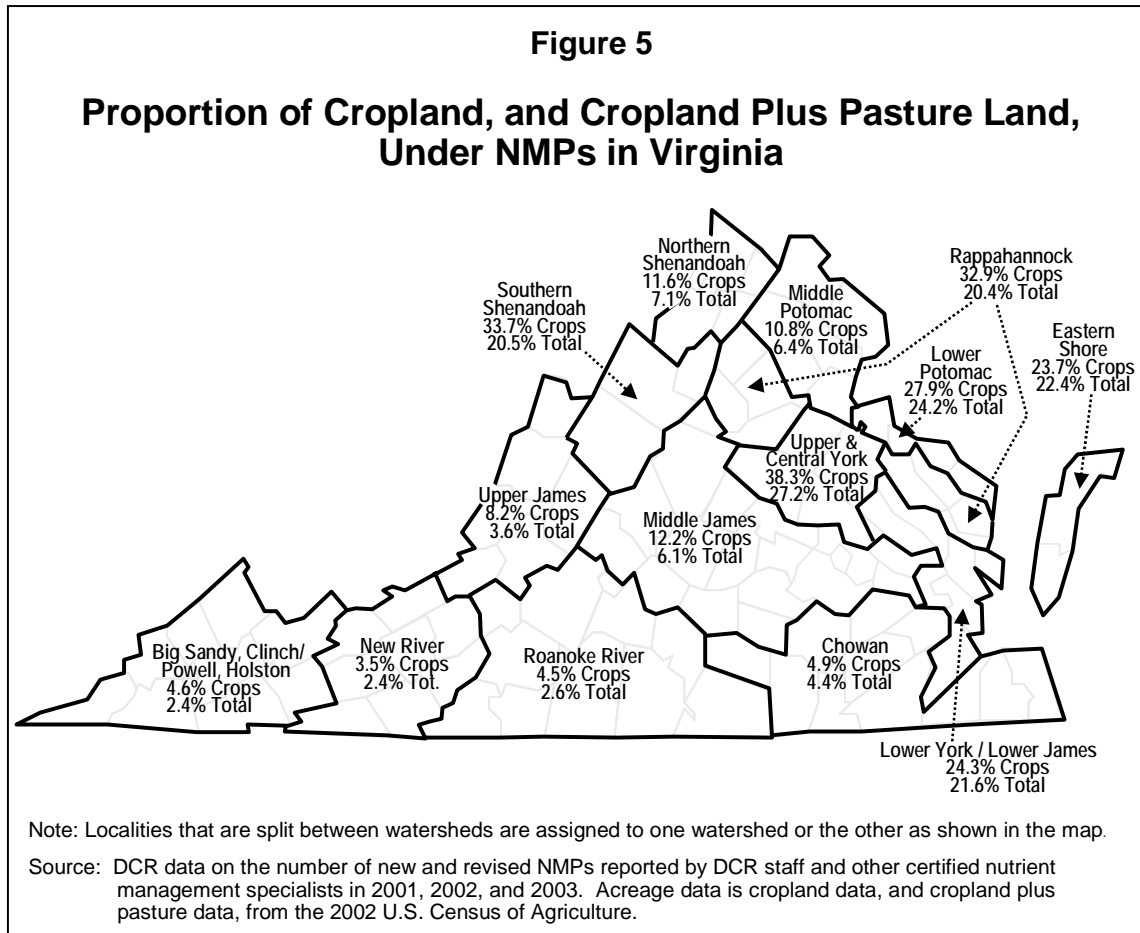 Figure 5
Proportion of Cropland, and Cropland Plus Pasture Land,
Under NMPs in Virginia
Northern
Shenandoah
11.6% Crops
7.1% Total
Rappahannock
32.9% Crops
20.4% Total
Southern
Shenandoah
33.7% Crops
20.5% Total
Middle
Potomac
10.8% Crops
6.4% Total
Eastern
Shore
23.7% Crops
22.4% Total
Lower
Potomac
27.9% Crops
24.2% Total
Upper &
Central York
38.3% Crops
27.2% Total
Upper James
8.2% Crops
3.6% Total
Middle James
12.2% Crops
6.1% Total
Big Sandy, Clinch/
Powell, Holston
4.6% Crops
2.4% Total
New River
3.5% Crops
2.4% Tot.
Roanoke River
4.5% Crops
2.6% Total
Chowan
4.9% Crops
4.4% Total
Lower York / Lower James
24.3% Crops
21.6% Total
Note: Localities that are split between watersheds are assigned to one watershed or the other as shown in the map.
Source: DCR data on the number of new and revised NMPs reported by DCR staff and other certified nutrient
management specialists in 2001, 2002, and 2003. Acreage data is cropland data, and cropland plus
pasture data, from the 2002 U.S. Census of Agriculture.